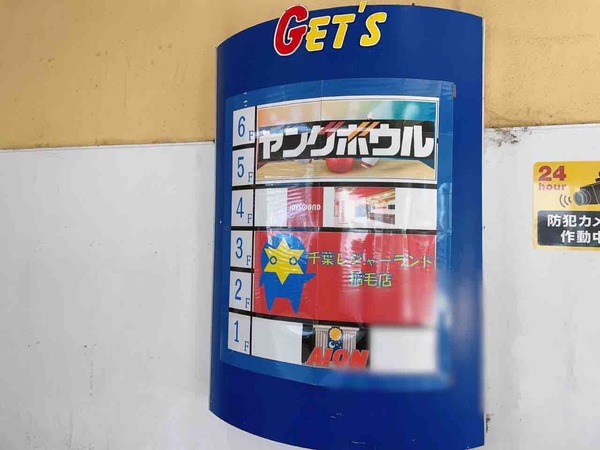 GET'S
6F
ヤングボウル
5F
4F
JOYSOUND
3F
千葉レジャーランド
稲毛店
2F
1F
AION
24
hour
防犯カメ
作動中